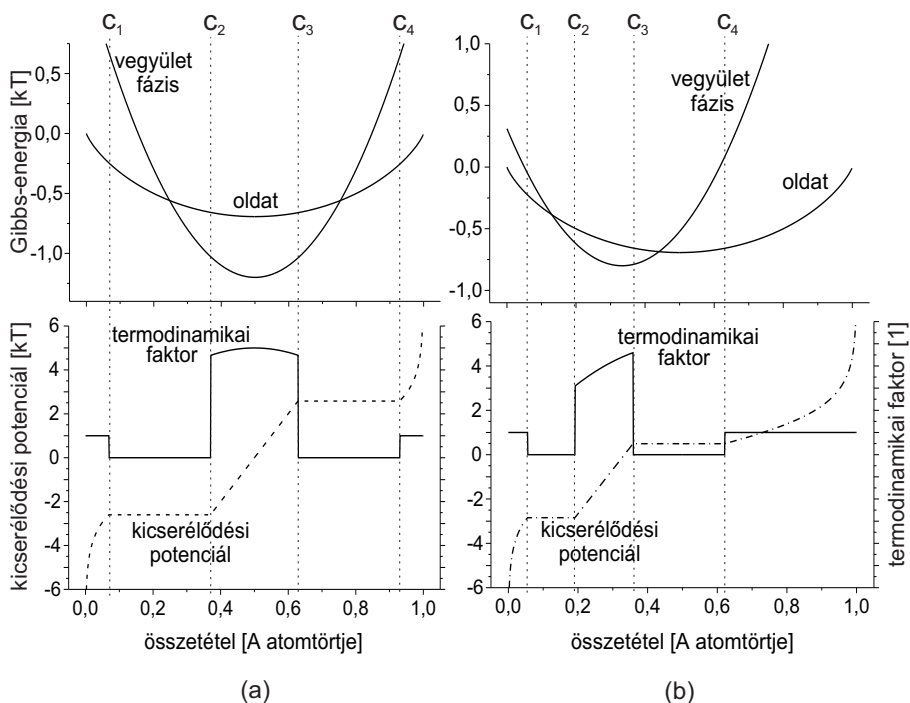 c1 c2 c3 c4
vegyület
fázis
oldat
0,5
0,0
-0,5
-1,0
Gibbs-energia [kT]
c1 c2 c3 c4
vegyület
fázis
oldat
1,0
0,5
0,0
-0,5
-1,0
termodinamikai
faktor
kicserélődési
potenciál
6
4
2
0
-2
-4
-6
kicserélődési potenciál [kT]
0,0 0,2 0,4 0,6 0,8 1,0
összetétel [A atomtörtje]
(a)
termodinamikai
faktor
kicserélődési
potenciál
6
4
2
0
-2
-4
-6
termodinamikai faktor [1]
0,0 0,2 0,4 0,6 0,8 1,0
összetétel [A atomtörtje]
(b)